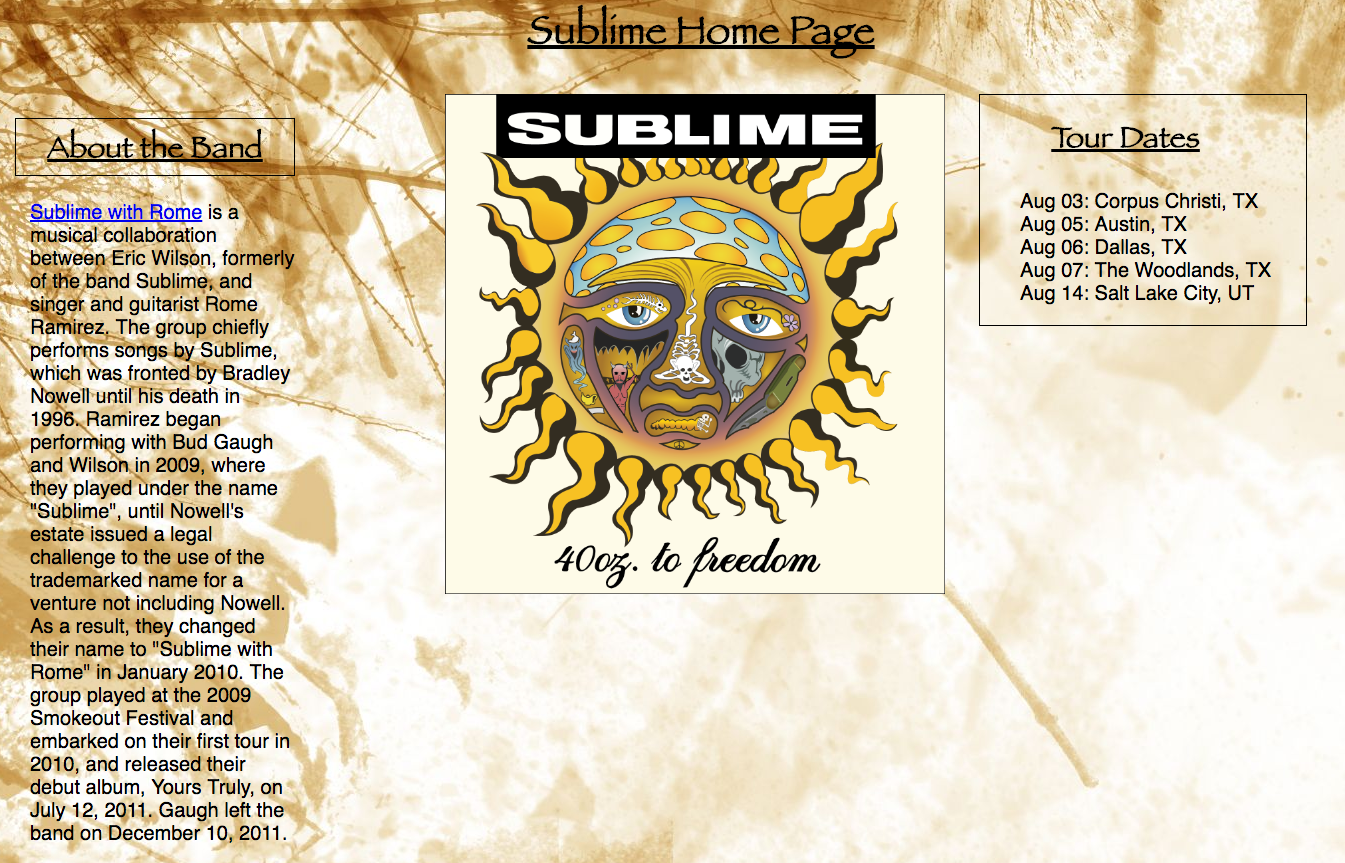 Sublime Home Page
About the Band
Sublime with Rome is a
musical collaboration
between Eric Wilson, formerly
of the band Sublime, and
singer and guitarist Rome
Ramirez. The group chiefly
performs songs by Sublime,
which was fronted by Bradley
Nowell until his death in
1996. Ramirez began
performing with Bud Gaugh
and Wilson in 2009, where
they played under the name
"Sublime", until Nowell's
estate issued a legal
challenge to the use of the
trademarked name for a
venture not including Nowell.
As a result, they changed
their name to "Sublime with
Rome" in January 2010. The
group played at the 2009
Smokeout Festival and
embarked on their first tour in
2010, and released their
debut album, Yours Truly, on
July 12, 2011. Gaugh left the
band on December 10, 2011.
SUBLIME
40oz. to freedom
Tour Dates
Aug 03: Corpus Christi, TX
Aug 05: Austin, TX
Aug 06: Dallas, TX
Aug 07: The Woodlands, TX
Aug 14: Salt Lake City, UT